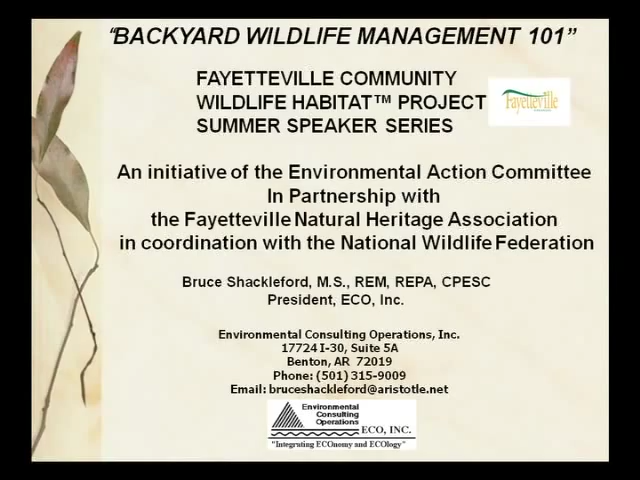 "BACKYARD WILDLIFE MANAGEMENT 101"
FAYETTEVILLE COMMUNITY
WILDLIFE HABITAT™ PROJECT
SUMMER SPEAKER SERIES
Fayetteville
An initiative of the Environmental Action Committee
In Partnership with
the Fayetteville Natural Heritage Association
in coordination with the National Wildlife Federation
Bruce Shackleford, M.S., REM, REPA, CPESC
President, ECO, Inc.
Environmental Consulting Operations, Inc.
17724 I-30, Suite 5A
Benton, AR 72019
Phone: (501) 315-9009
Email: bruceshackleford@aristotle.net
Environmental
Consulting
Operations
ECO, INC.
"Integrating ECOnomy and ECOlogy"